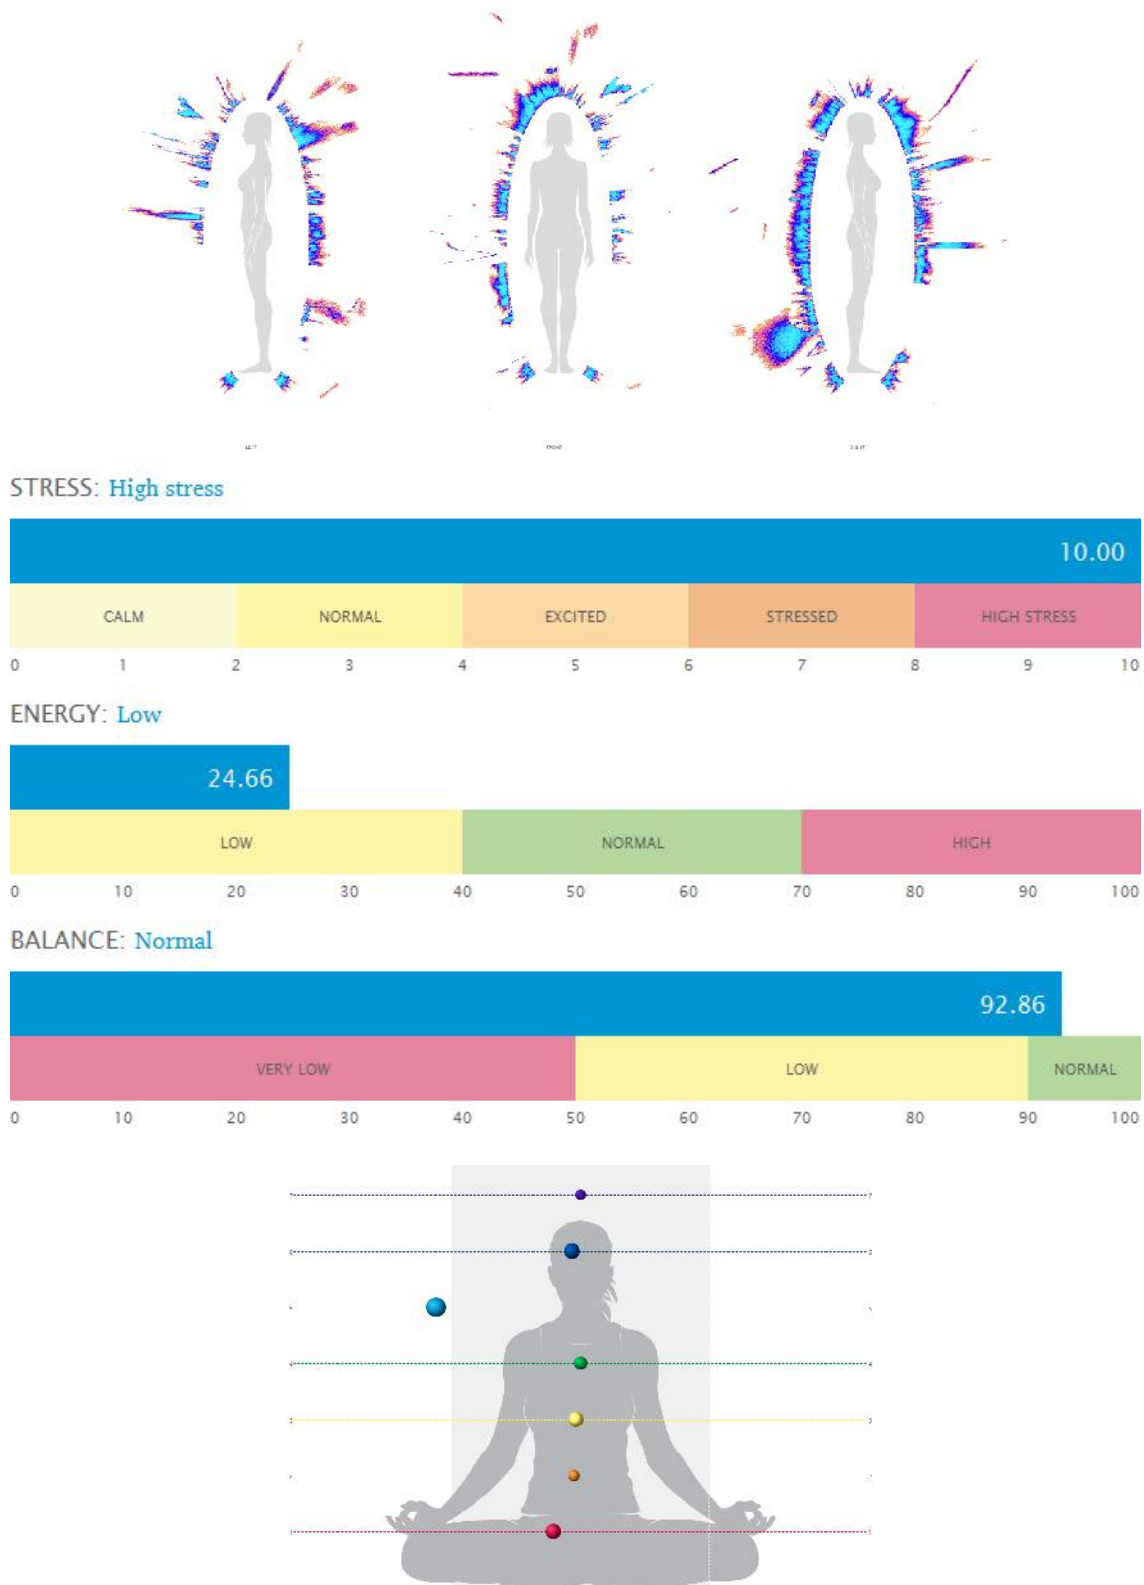 STRESS: High stress
10.00
CALM NORMAL EXCITED STRESSED HIGH STRESS
0 1 2 3 4 5 6 7 8 9 10
ENERGY: Low
24.66
LOW NORMAL HIGH
0 10 20 30 40 50 60 70 80 90 100
BALANCE: Normal
92.86
VERY LOW LOW NORMAL
0 10 20 30 40 50 60 70 80 90 100